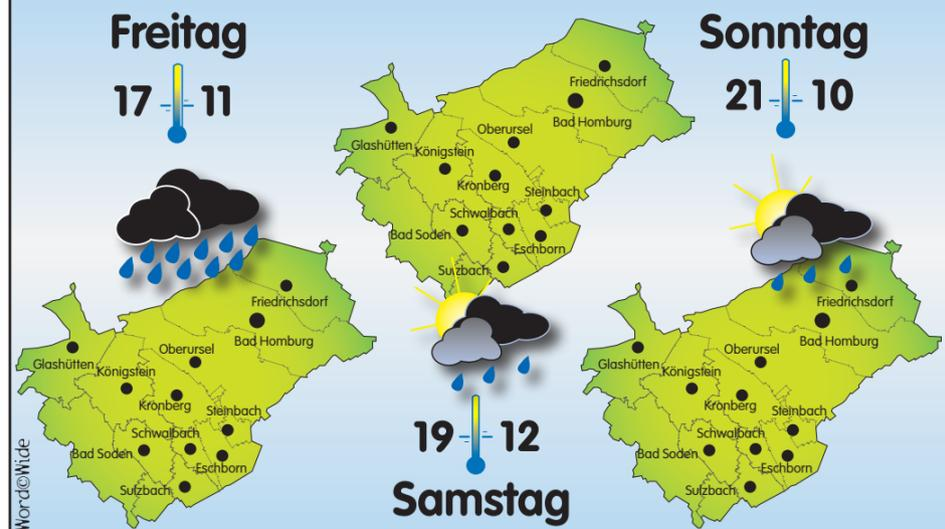 Freitag
17 11
Friedrichsdorf
Bad Homburg
Glashütten
Oberursel
Königstein
Kronberg
Steinbach
Schwalbach
Bad Soden
Eschborn
Sulzbach
Friedrichsdorf
Bad Homburg
Glashütten
Oberursel
Königstein
Kronberg
Steinbach
Schwalbach
Bad Soden
Eschborn
Sulzbach
19 12
Samstag
Sonntag
21 10
Friedrichsdorf
Bad Homburg
Glashütten
Oberursel
Königstein
Kronberg
Steinbach
Schwalbach
Bad Soden
Eschborn
Sulzbach
Word©Wide